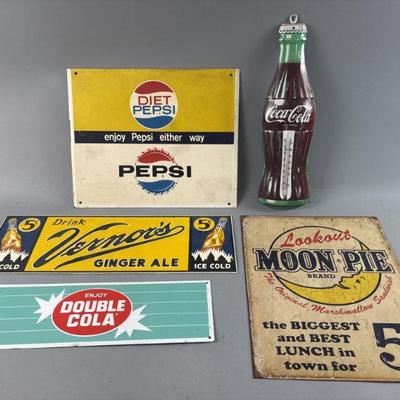 DIET
PEPSI
enjoy Pepsi either way
PEPSI
Coca-Cola
5¢
Drink
Vernor's
GINGER ALE
COLD
5¢
ICE COLD
ENJOY
DOUBLE
COLA
Lookout
MOON PIE
BRAND
The Original Marshmallow Sandwich
the BIGGEST
and BEST
LUNCH in
town for
5